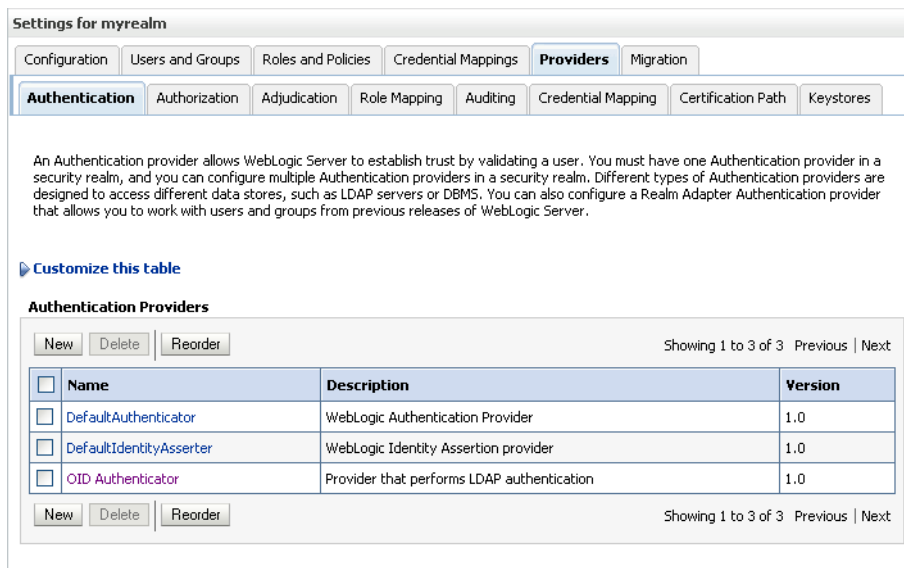 Settings for myrealm
Configuration Users and Groups Roles and Policies Credential Mappings Providers Migration
Authentication Authorization Adjudication Role Mapping Auditing Credential Mapping Certification Path Keystores
An Authentication provider allows WebLogic Server to establish trust by validating a user. You must have one Authentication provider in a
security realm, and you can configure multiple Authentication providers in a security realm. Different types of Authentication providers are
designed to access different data stores, such as LDAP servers or DBMS. You can also configure a Realm Adapter Authentication provider
that allows you to work with users and groups from previous releases of WebLogic Server.
Customize this table
Authentication Providers
New Delete Reorder Showing 1 to 3 of 3 Previous | Next
Name Description Version
DefaultAuthenticator WebLogic Authentication Provider 1.0
DefaultIdentityAsserter WebLogic Identity Assertion provider 1.0
OID Authenticator Provider that performs LDAP authentication 1.0
New Delete Reorder Showing 1 to 3 of 3 Previous | Next